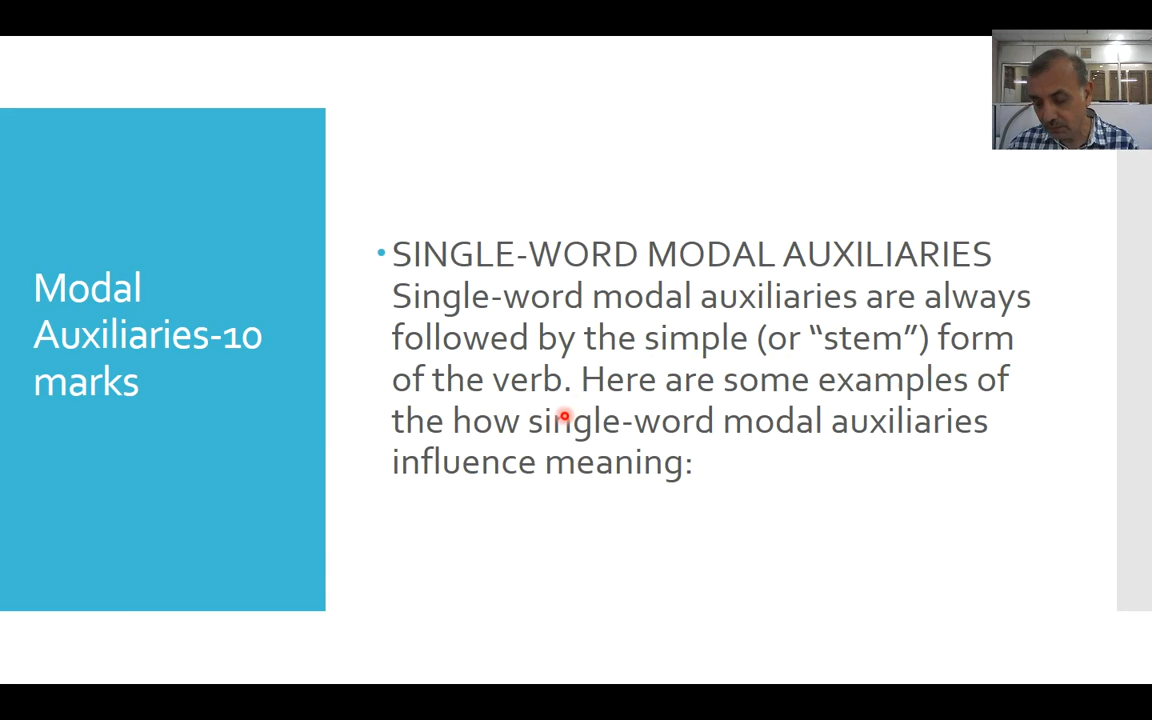 Modal
Auxiliaries-10
marks
• SINGLE-WORD MODAL AUXILIARIES
Single-word modal auxiliaries are always
followed by the simple (or “stem”) form
of the verb. Here are some examples of
the how single-word modal auxiliaries
influence meaning: